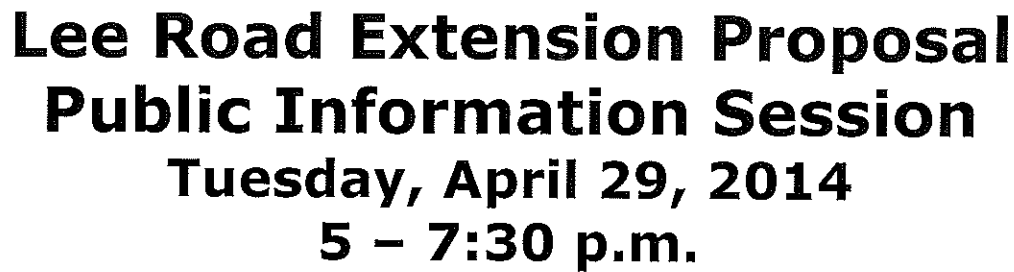 Lee Road Extension Proposal
Public Information Session
Tuesday, April 29, 2014
5 – 7:30 p.m.